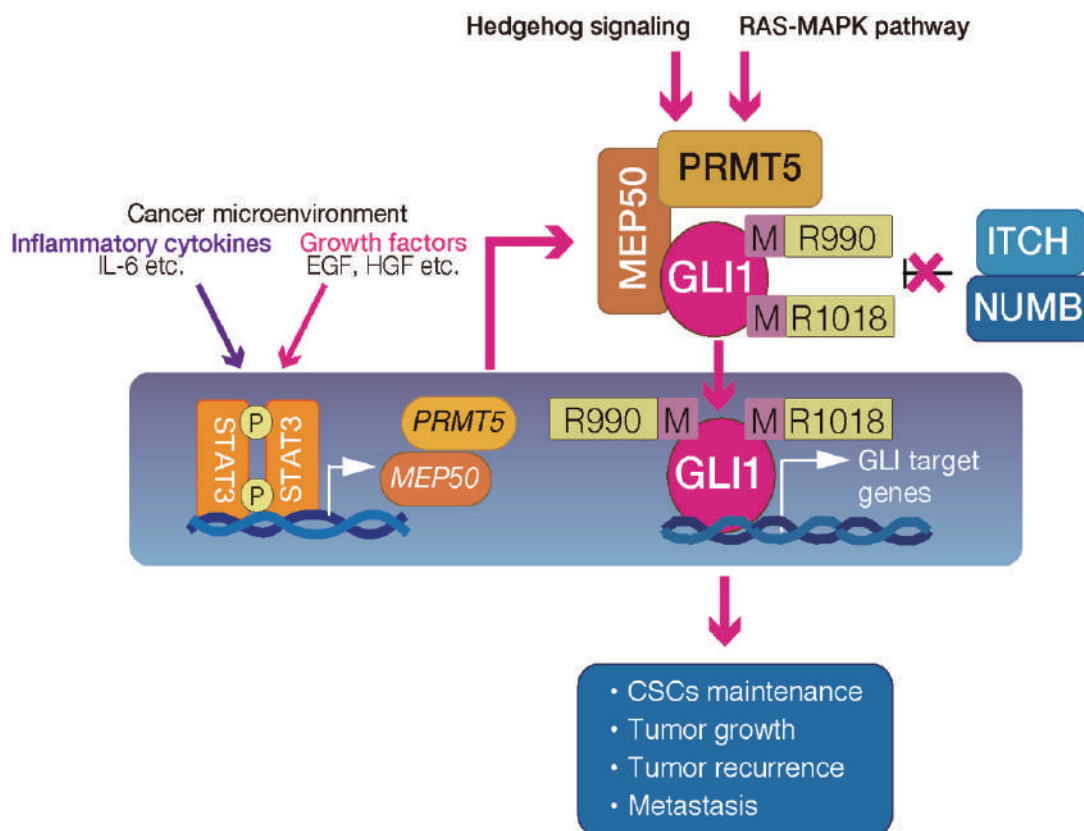 Hedgehog signaling
RAS-MAPK pathway
PRMT5
MEP50
GLI1
M R990
M R1018
ITCH
NUMB
Cancer microenvironment
Inflammatory cytokines
IL-6 etc.
Growth factors
EGF, HGF etc.
STAT3
P
P
STAT3
PRMT5
MEP50
R990 M
M R1018
GLI1
GLI target
genes
• CSCs maintenance
• Tumor growth
• Tumor recurrence
• Metastasis